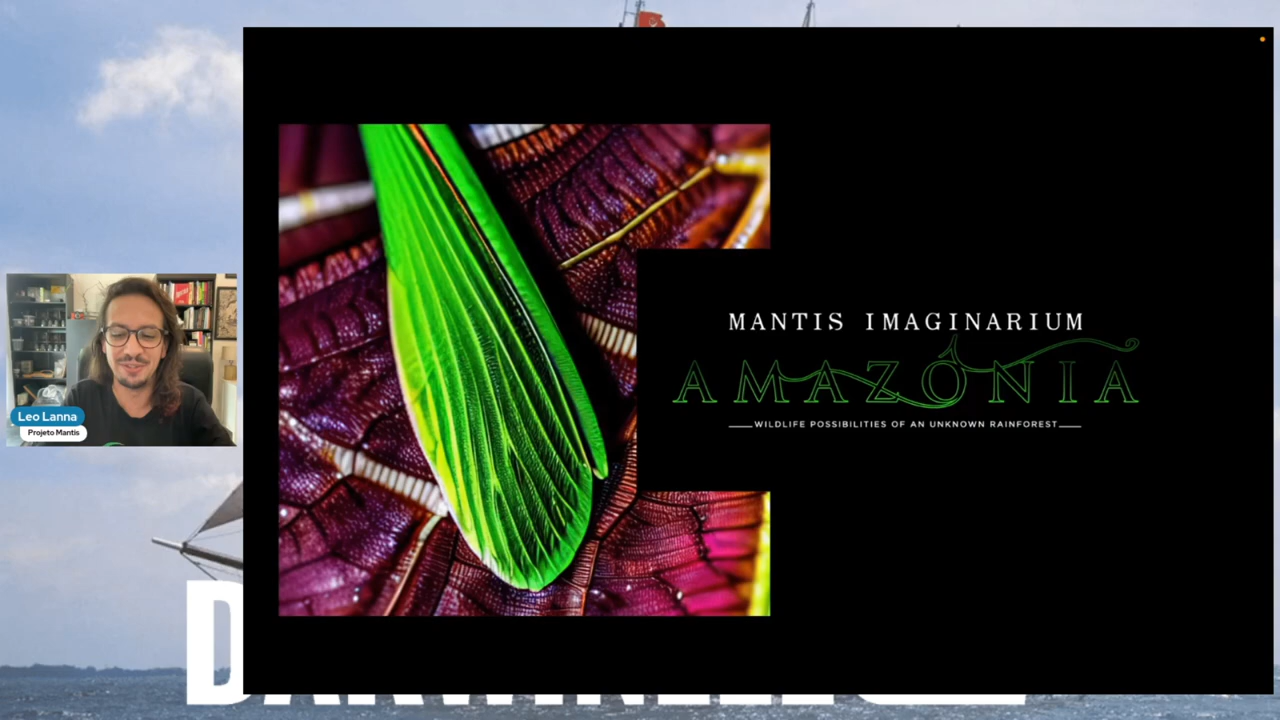 MANTIS IMAGINARIUM
AMAZÔNIA
WILDLIFE POSSIBILITIES OF AN UNKNOWN RAINFOREST
Leo Lanna
Projeto Mantis